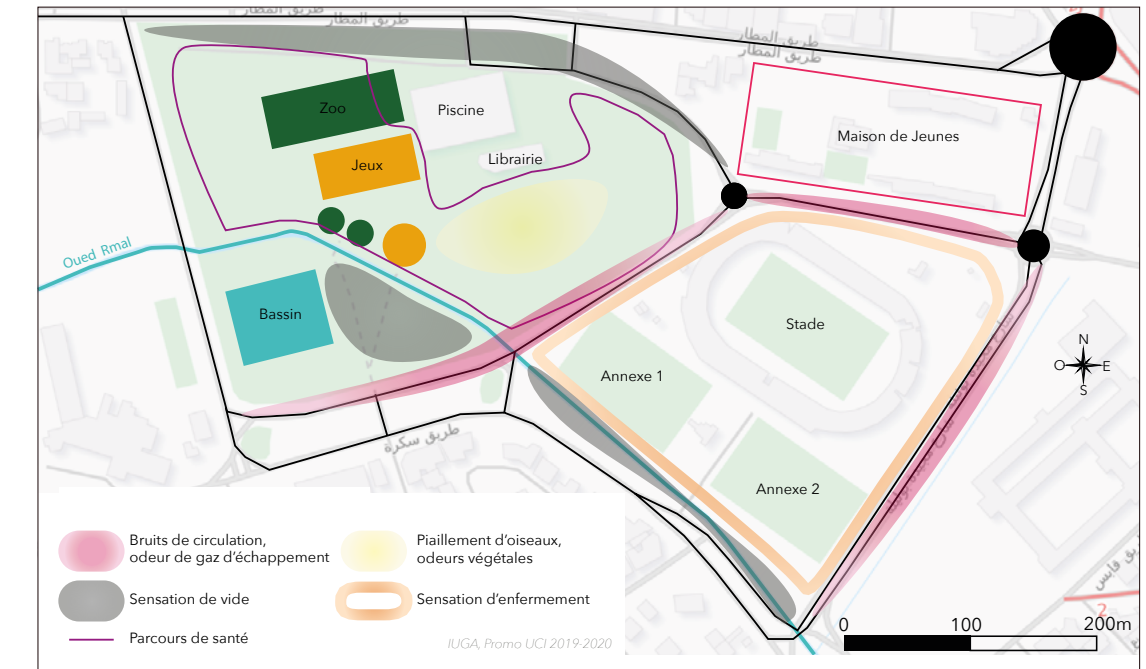 طريق المطار
طريق المطار
طريق المطار
طريق المطار
Zoo
Piscine
Maison de Jeunes
Librairie
Jeux
Oued Rmal
Bassin
Stade
N
O
E
S
Annexe 1
طريق سكرة
Annexe 2
Bruits de circulation,
odeur de gaz d'échappement
Piaillement d'oiseaux,
odeurs végétales
Sensation de vide
Sensation d'enfermement
Parcours de santé
IUGA, Promo UCI 2019-2020
2
0
100
200m